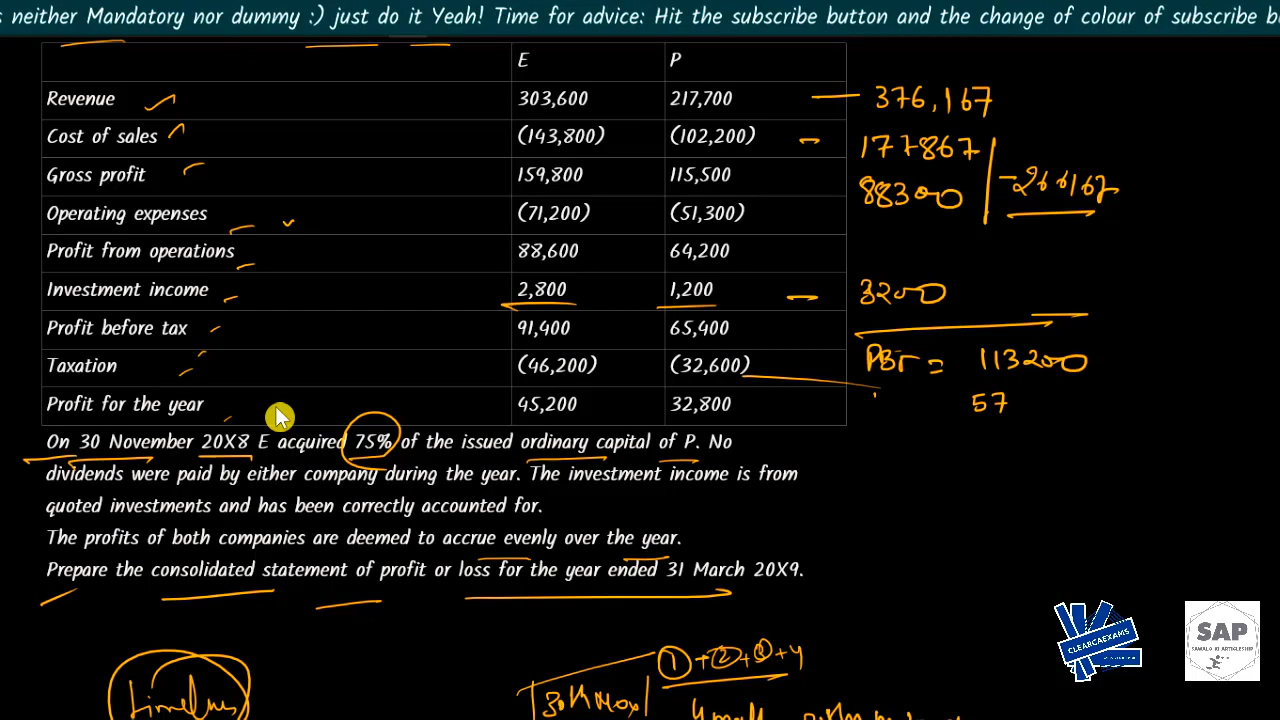 s neither Mandatory nor dummy :) just do it Yeah! Time for advice: Hit the subscribe button and the change of colour of subscribe b
E P
Revenue 303,600 217,700 — 376,167
Cost of sales (143,800) (102,200) - 177867
Gross profit 159,800 115,500
Operating expenses (71,200) (51,300) 88300 -266167
Profit from operations 88,600 64,200
Investment income 2,800 1,200 - 3200
Profit before tax 91,400 65,400
Taxation (46,200) (32,600) PBT = 113200
Profit for the year 45,200 32,800 57
On 30 November 20X8 E acquired 75% of the issued ordinary capital of P. No
dividends were paid by either company during the year. The investment income is from
quoted investments and has been correctly accounted for.
The profits of both companies are deemed to accrue evenly over the year.
Prepare the consolidated statement of profit or loss for the year ended 31 March 20X9.
CLEARCAEXAMS
SAP
SAWALO KI ARTICLESHIP
1+2+3+4